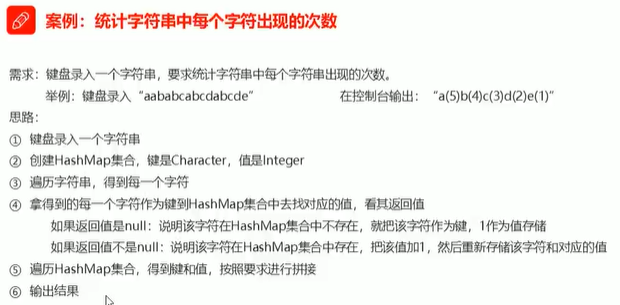 案例：统计字符串中每个字符出现的次数
需求：键盘录入一个字符串，要求统计字符串中每个字符串出现的次数。
举例：键盘录入“aababcabcdabcde” 在控制台输出：“a(5)b(4)c(3)d(2)e(1)”
思路：
① 键盘录入一个字符串
② 创建HashMap集合，键是Character，值是Integer
③ 遍历字符串，得到每一个字符
④ 拿得到的每一个字符作为键到HashMap集合中去找对应的值，看其返回值
如果返回值是null：说明该字符在HashMap集合中不存在，就把该字符作为键，1作为值存储
如果返回值不是null：说明该字符在HashMap集合中存在，把该值加1，然后重新存储该字符和对应的值
⑤ 遍历HashMap集合，得到键和值，按照要求进行拼接
⑥ 输出结果